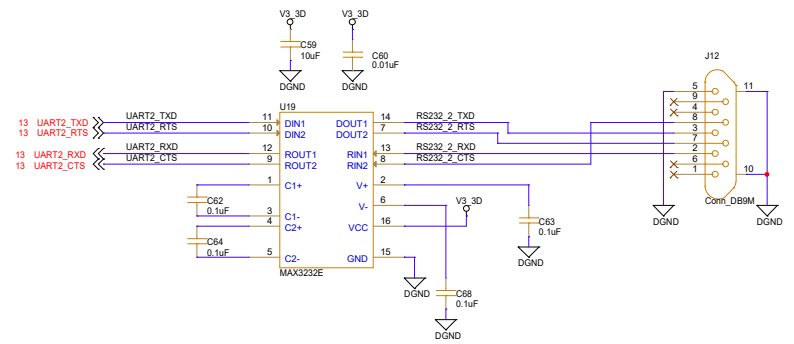 V3_3D
V3_3D
C59
10uF
C60
0.01uF
DGND
DGND
J12
U19
13 UART2_TXD
UART2_TXD
11
DIN1
DOUT1
14
RS232_2_TXD
13 UART2_RTS
UART2_RTS
10
DIN2
DOUT2
7
RS232_2_RTS
13 UART2_RXD
UART2_RXD
12
ROUT1
RIN1
13
RS232_2_RXD
13 UART2_CTS
UART2_CTS
9
ROUT2
RIN2
8
RS232_2_CTS
1
C1+
V+
2
C62
0.1uF
3
C1-
V-
6
4
C2+
VCC
16
V3_3D
C64
0.1uF
5
C2-
GND
15
MAX3232E
C63
0.1uF
DGND
DGND
C68
0.1uF
DGND
5
9
4
8
3
7
2
6
1
11
10
Conn_DB9M
DGND
DGND